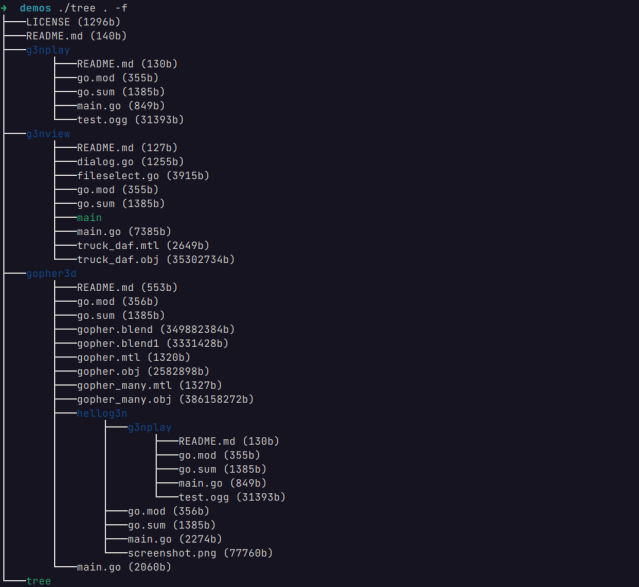 ➜ demos ./tree . -f
├───LICENSE (1296b)
├───README.md (140b)
├───g3nplay
│	├───README.md (130b)
│	├───go.mod (355b)
│	├───go.sum (1385b)
│	├───main.go (849b)
│	└───test.ogg (31393b)
├───g3nview
│	├───README.md (127b)
│	├───dialog.go (1255b)
│	├───fileselect.go (3915b)
│	├───go.mod (355b)
│	├───go.sum (1385b)
│	├───main
│	├───main.go (7385b)
│	├───truck_daf.mtl (2649b)
│	└───truck_daf.obj (35302734b)
├───gopher3d
│	├───README.md (553b)
│	├───go.mod (356b)
│	├───go.sum (1385b)
│	├───gopher.blend (349882384b)
│	├───gopher.blend1 (3331428b)
│	├───gopher.mtl (1320b)
│	├───gopher.obj (2582898b)
│	├───gopher_many.mtl (1327b)
│	├───gopher_many.obj (386158272b)
│	├───hellog3n
│	│	├───g3nplay
│	│	│	├───README.md (130b)
│	│	│	├───go.mod (355b)
│	│	│	├───go.sum (1385b)
│	│	│	├───main.go (849b)
│	│	│	└───test.ogg (31393b)
│	│	├───go.mod (356b)
│	│	├───go.sum (1385b)
│	│	├───main.go (2274b)
│	│	└───screenshot.png (77760b)
│	└───main.go (2060b)
└───tree